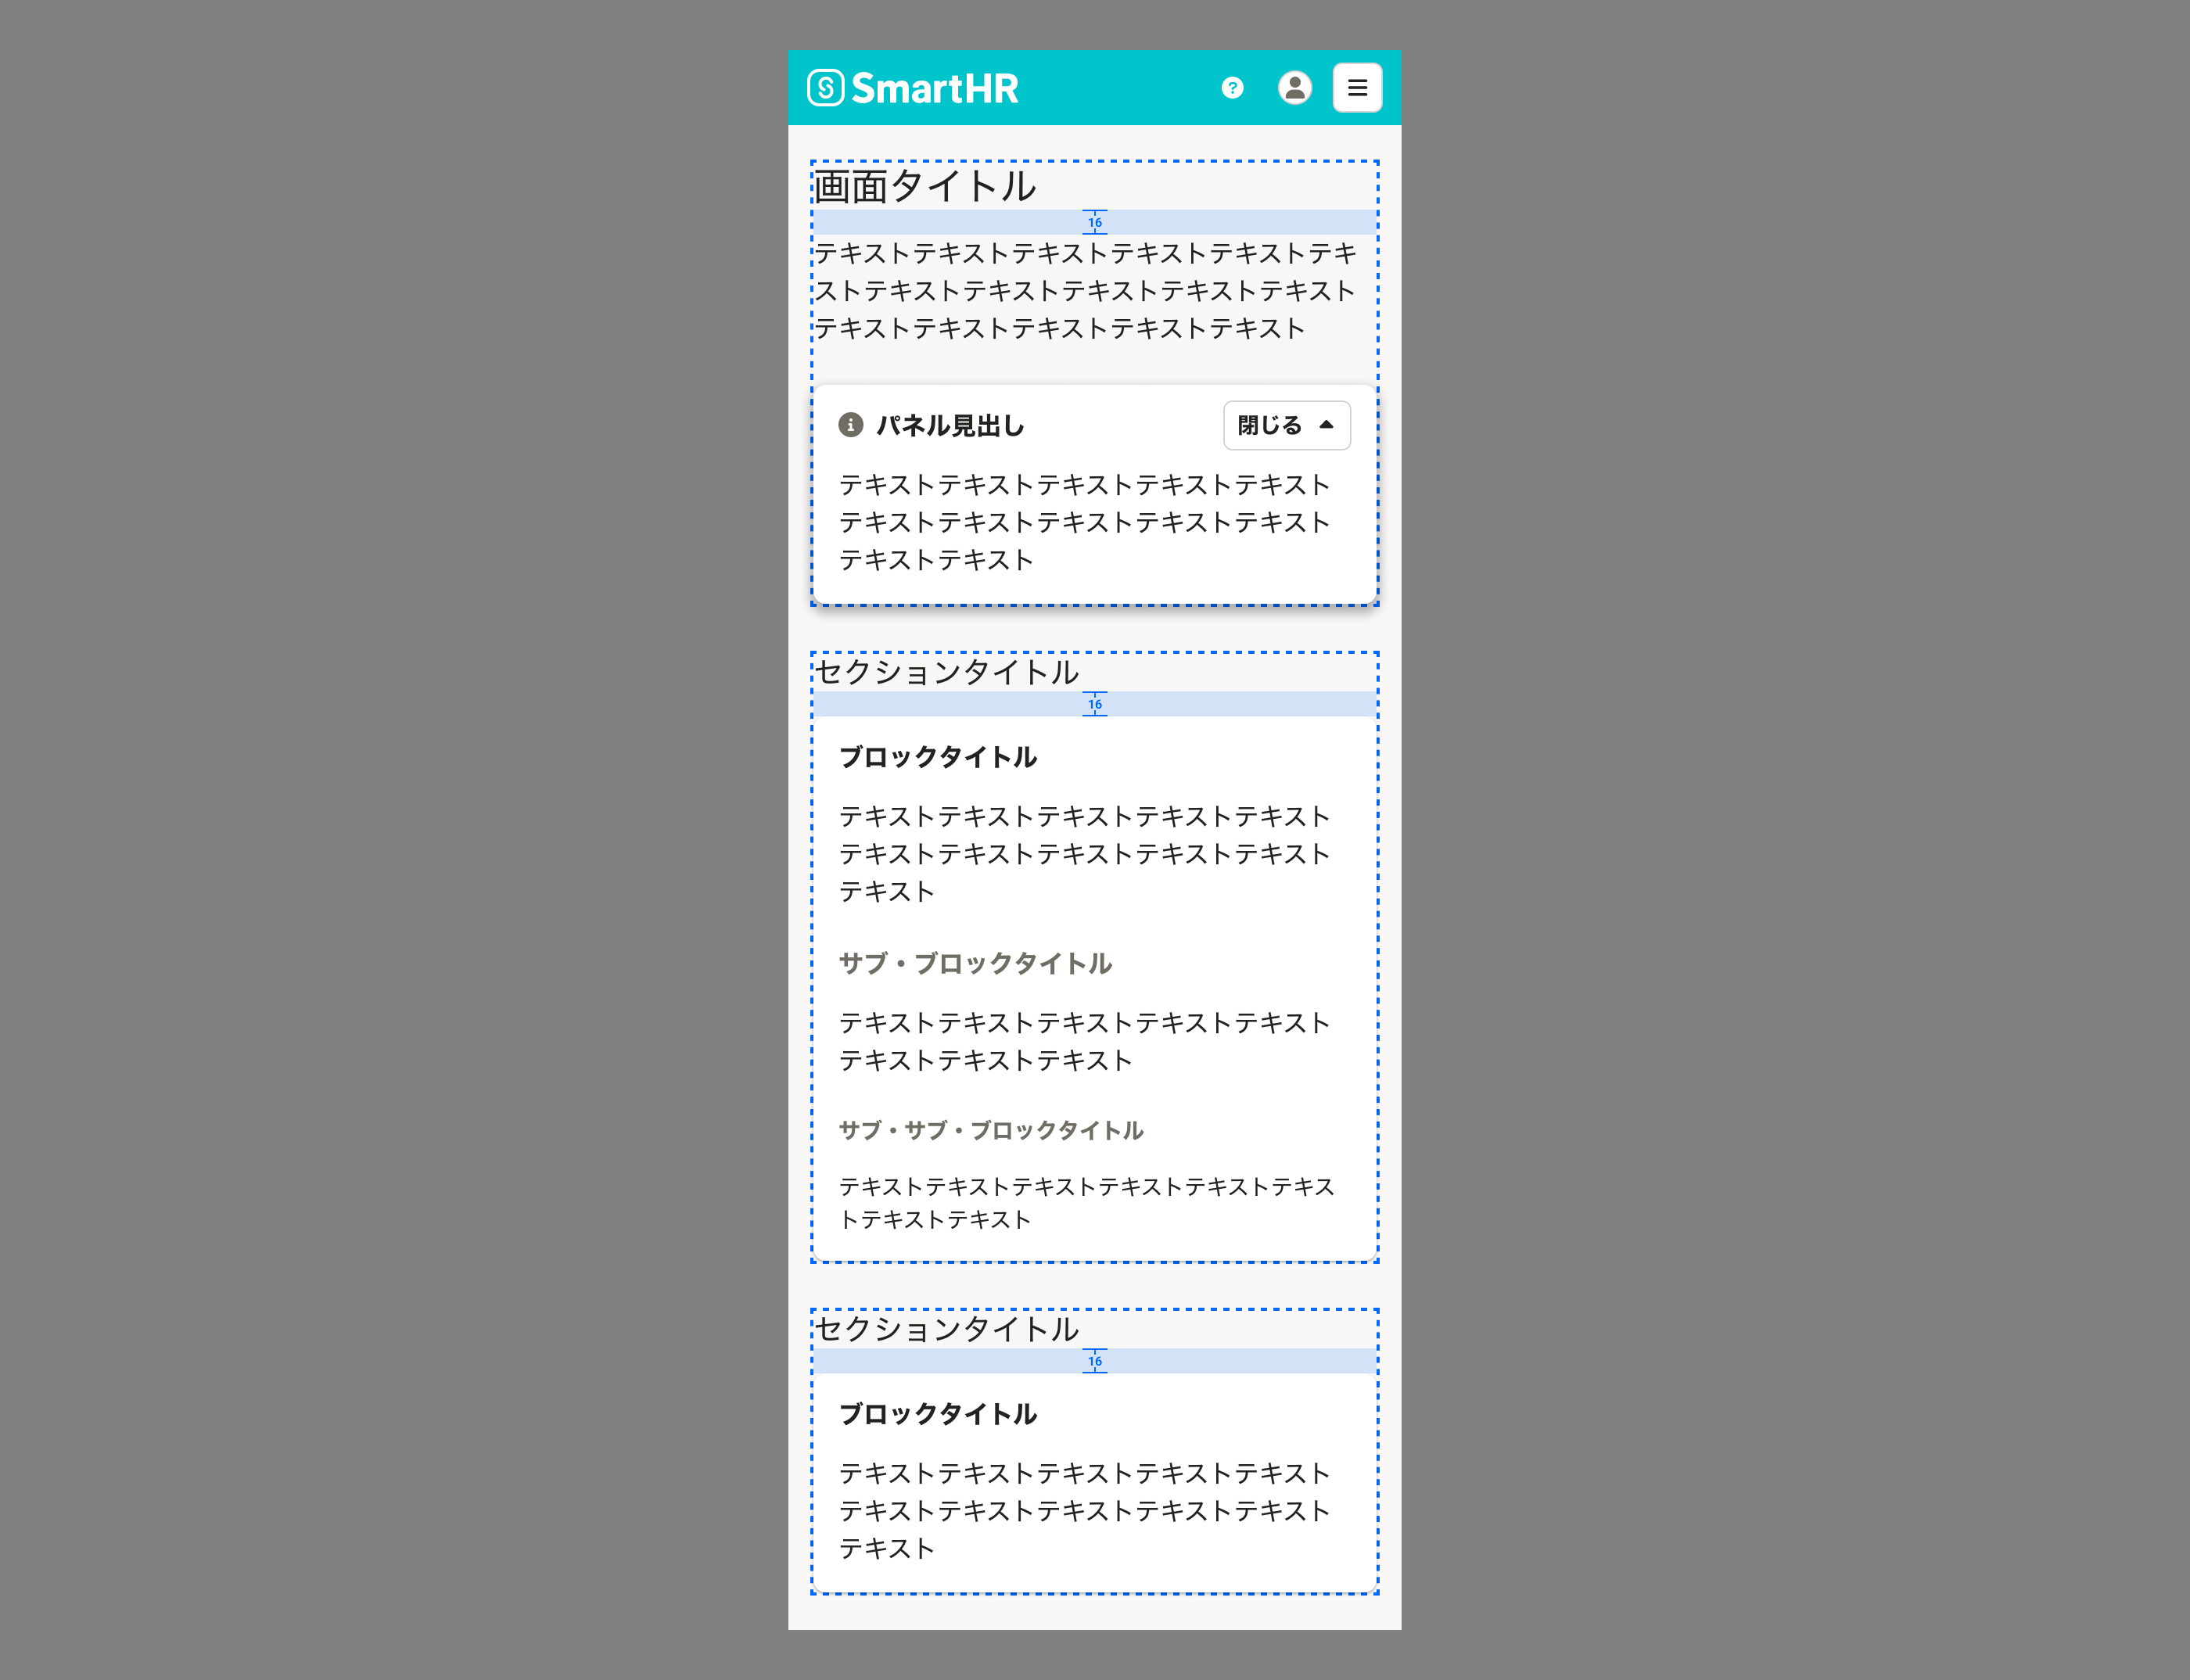 SmartHR
画面タイトル
16
テキストテキストテキストテキストテキストテキ
ストテキストテキストテキストテキストテキスト
テキストテキストテキストテキストテキスト
パネル見出し 閉じる
テキストテキストテキストテキストテキスト
テキストテキストテキストテキストテキスト
テキストテキスト
セクションタイトル
16
ブロックタイトル
テキストテキストテキストテキストテキスト
テキストテキストテキストテキストテキスト
テキスト
サブ・ブロックタイトル
テキストテキストテキストテキストテキスト
テキストテキストテキスト
サブ・サブ・ブロックタイトル
テキストテキストテキストテキストテキストテキス
トテキストテキスト
セクションタイトル
16
ブロックタイトル
テキストテキストテキストテキストテキスト
テキストテキストテキストテキストテキスト
テキスト